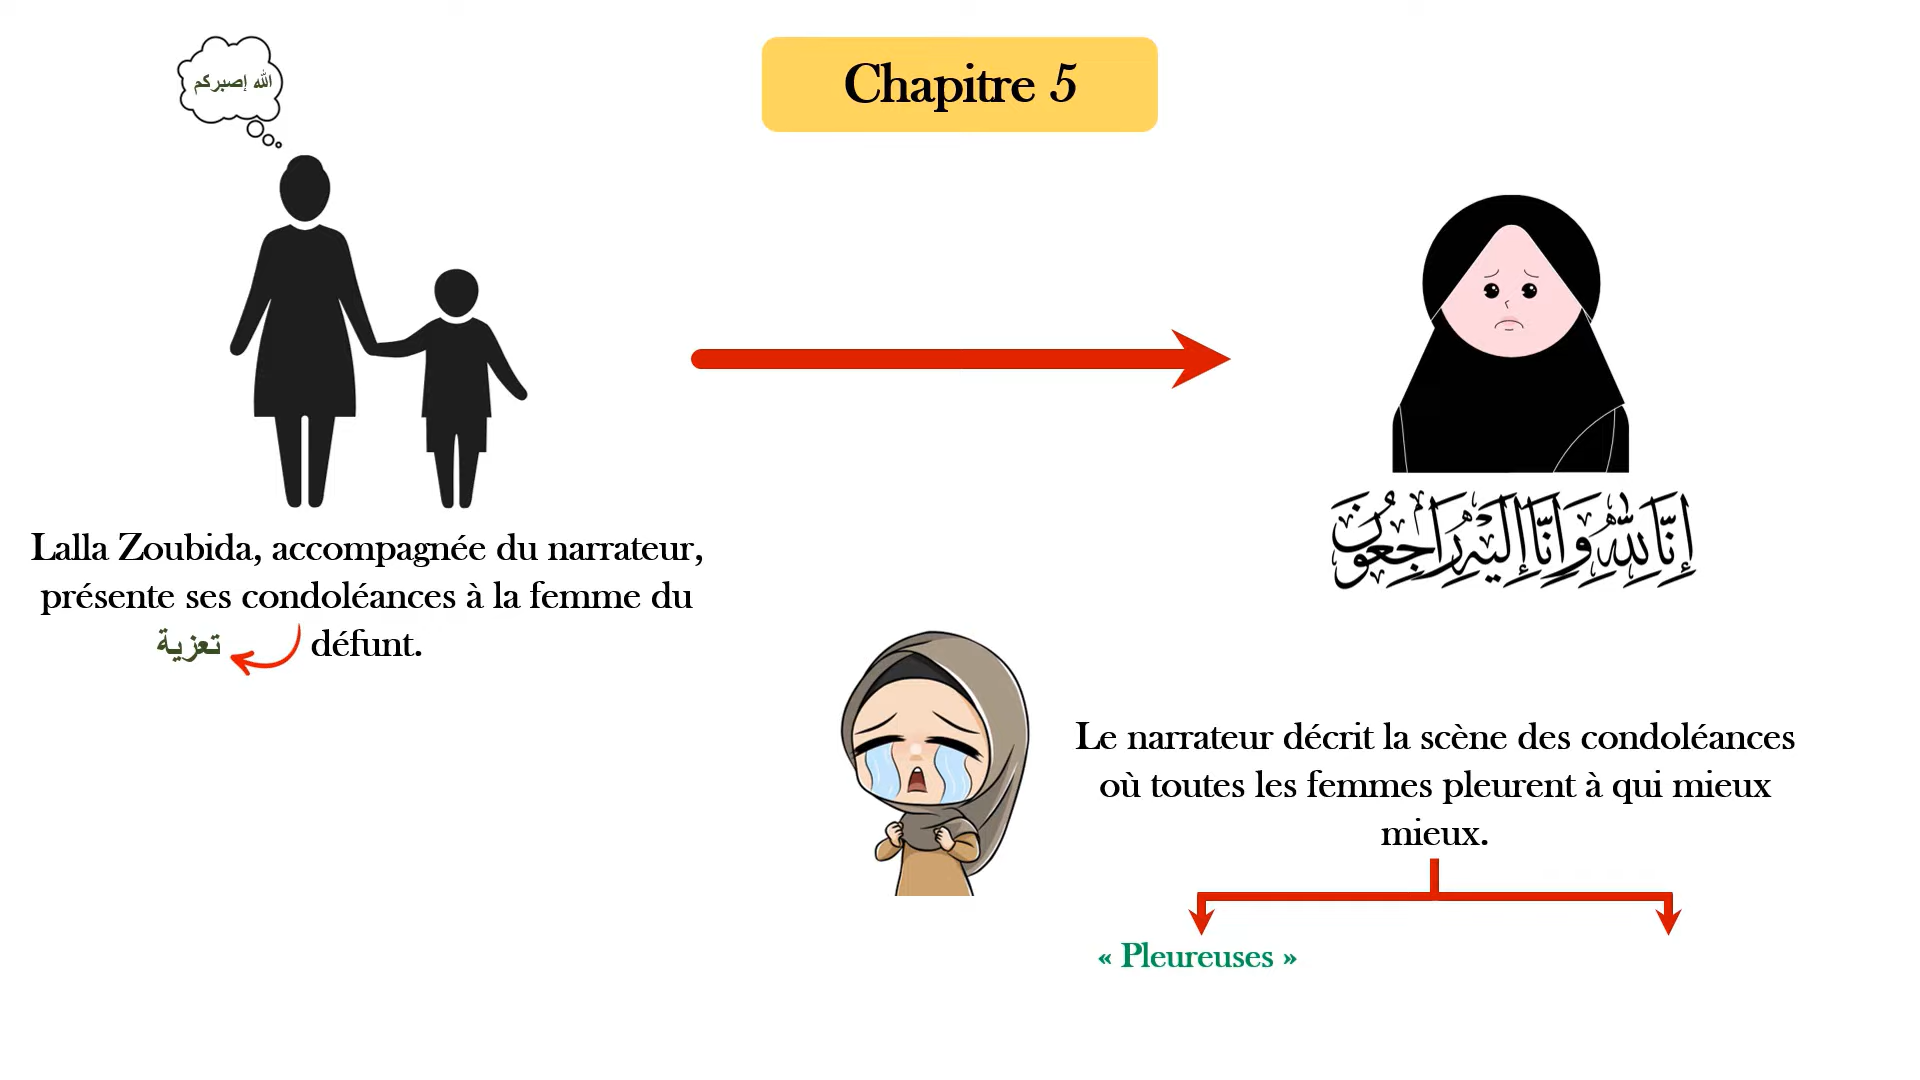 Chapitre 5
الله إصبركم
إنا لله وإنا إليه راجعون
Lalla Zoubida, accompagnée du narrateur,
présente ses condoléances à la femme du
défunt.
تعزية
Le narrateur décrit la scène des condoléances
où toutes les femmes pleurent à qui mieux
mieux.
« Pleureuses »